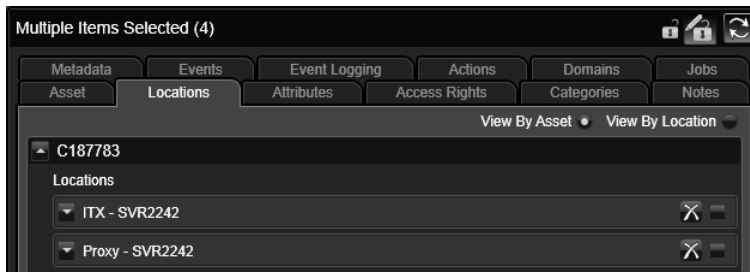 Multiple Items Selected (4)
Metadata Events Event Logging Actions Domains Jobs
Asset Locations Attributes Access Rights Categories Notes
View By Asset View By Location
C187783
Locations
ITX - SVR2242
Proxy - SVR2242